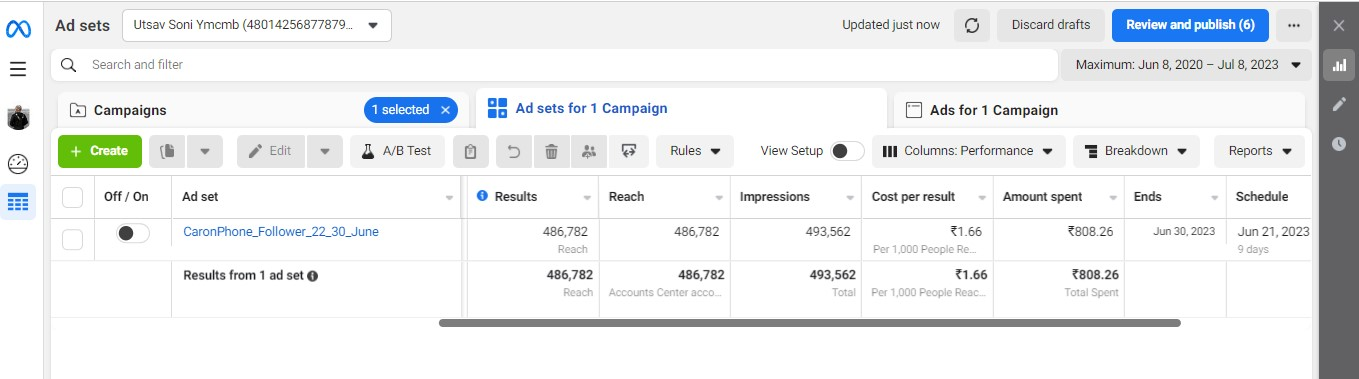 Ad sets
Utsav Soni Ymcmb (48014256877879...
Updated just now
Discard drafts
Review and publish (6)
Search and filter
Maximum: Jun 8, 2020 – Jul 8, 2023
Campaigns
1 selected
Ad sets for 1 Campaign
Ads for 1 Campaign
+ Create
Edit
A/B Test
Rules
View Setup
Columns: Performance
Breakdown
Reports
Off / On
Ad set
Results
Reach
Impressions
Cost per result
Amount spent
Ends
Schedule
CaronPhone_Follower_22_30_June
486,782
Reach
486,782
493,562
₹1.66
Per 1,000 People Re...
₹808.26
Jun 30, 2023
Jun 21, 2023
9 days
Results from 1 ad set
486,782
Reach
486,782
Accounts Center acco...
493,562
Total
₹1.66
Per 1,000 People Reac...
₹808.26
Total Spent